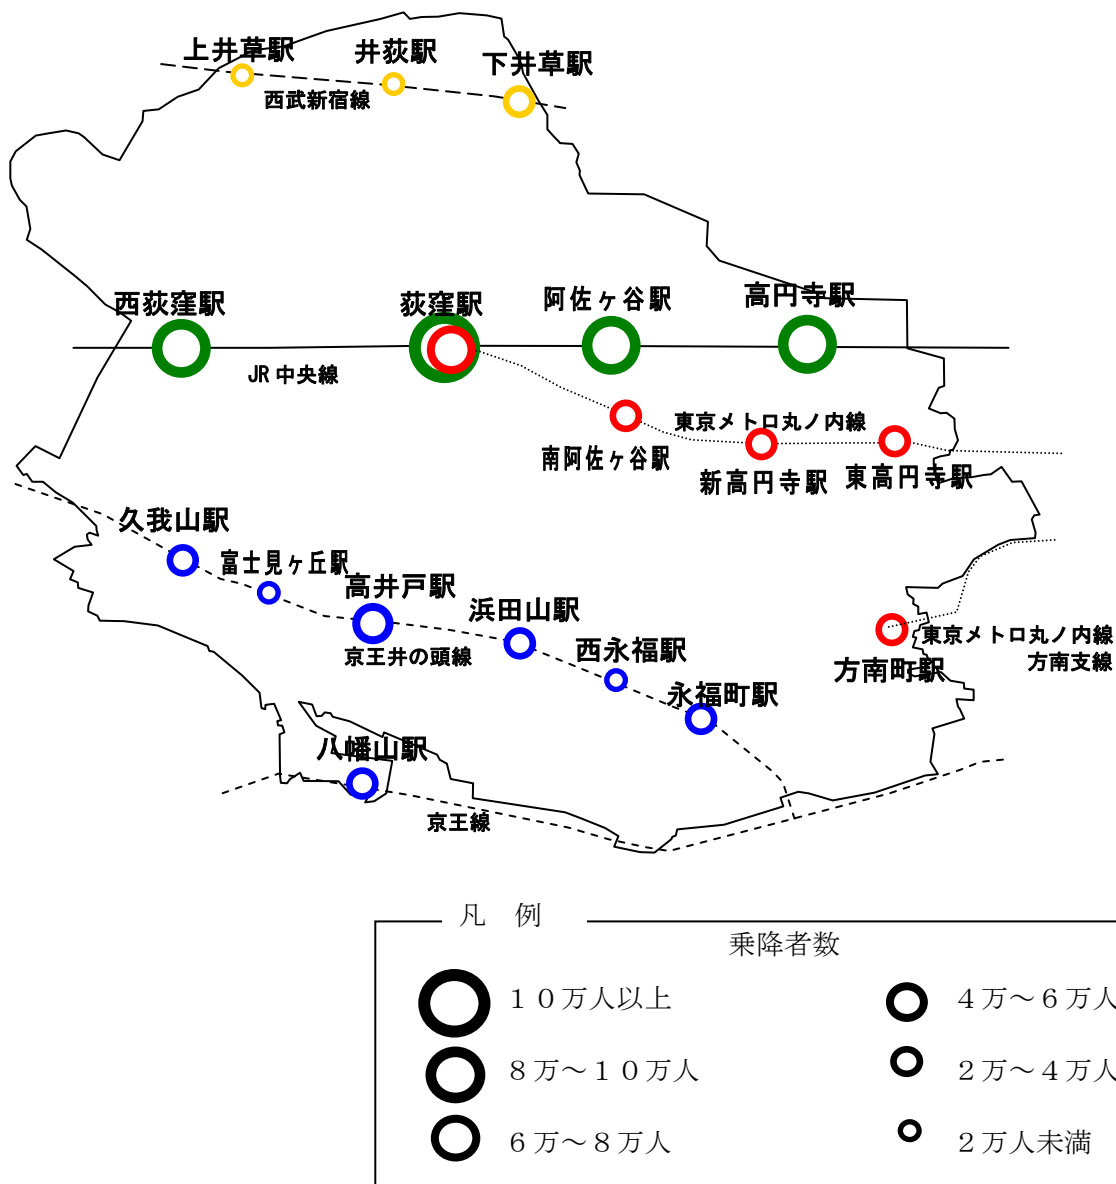 上井草駅
井荻駅
下井草駅
西武新宿線
西荻窪駅
荻窪駅
阿佐ヶ谷駅
高円寺駅
JR 中央線
東京メトロ丸ノ内線
南阿佐ヶ谷駅
新高円寺駅
東高円寺駅
久我山駅
富士見ヶ丘駅
高井戸駅
浜田山駅
京王井の頭線
西永福駅
永福町駅
東京メトロ丸ノ内線
方南支線
方南町駅
八幡山駅
京王線
凡 例
乗降者数
１０万人以上
４万～６万人
８万～１０万人
２万～４万人
６万～８万人
２万人未満